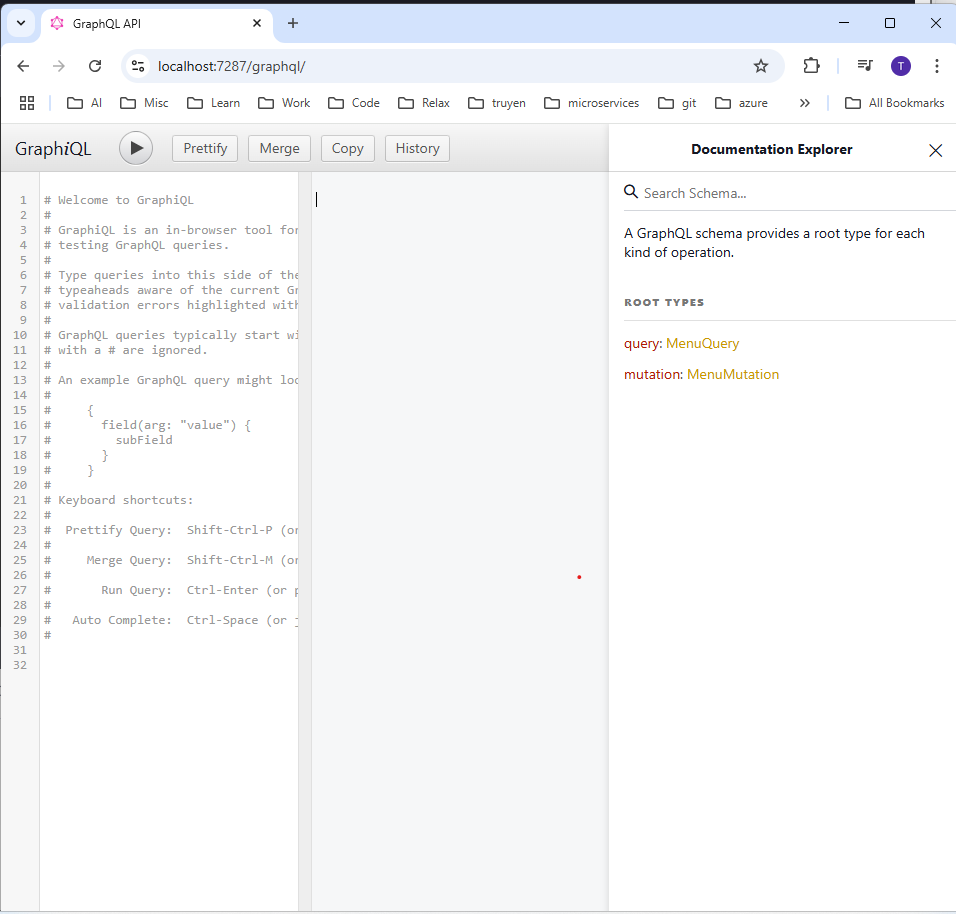 GraphQL API
localhost:7287/graphql/
T
AI Misc Learn Work Code Relax truyen microservices git azure » All Bookmarks
GraphiQL Prettify Merge Copy History
Documentation Explorer
Search Schema...
A GraphQL schema provides a root type for each
kind of operation.
ROOT TYPES
query: MenuQuery
mutation: MenuMutation
1 # Welcome to GraphiQL
2 #
3 # GraphiQL is an in-browser tool for
4 # testing GraphQL queries.
5 #
6 # Type queries into this side of the
7 # typeaheads aware of the current Gr
8 # validation errors highlighted with
9 #
10 # GraphQL queries typically start wi
11 # with a # are ignored.
12 #
13 # An example GraphQL query might loo
14 #
15 #     {
16 #       field(arg: "value") {
17 #         subField
18 #       }
19 #     }
20 #
21 # Keyboard shortcuts:
22 #
23 #  Prettify Query:  Shift-Ctrl-P (or
24 #
25 #     Merge Query:  Shift-Ctrl-M (or
26 #
27 #       Run Query:  Ctrl-Enter (or p
28 #
29 #   Auto Complete:  Ctrl-Space (or j
30 #
31
32